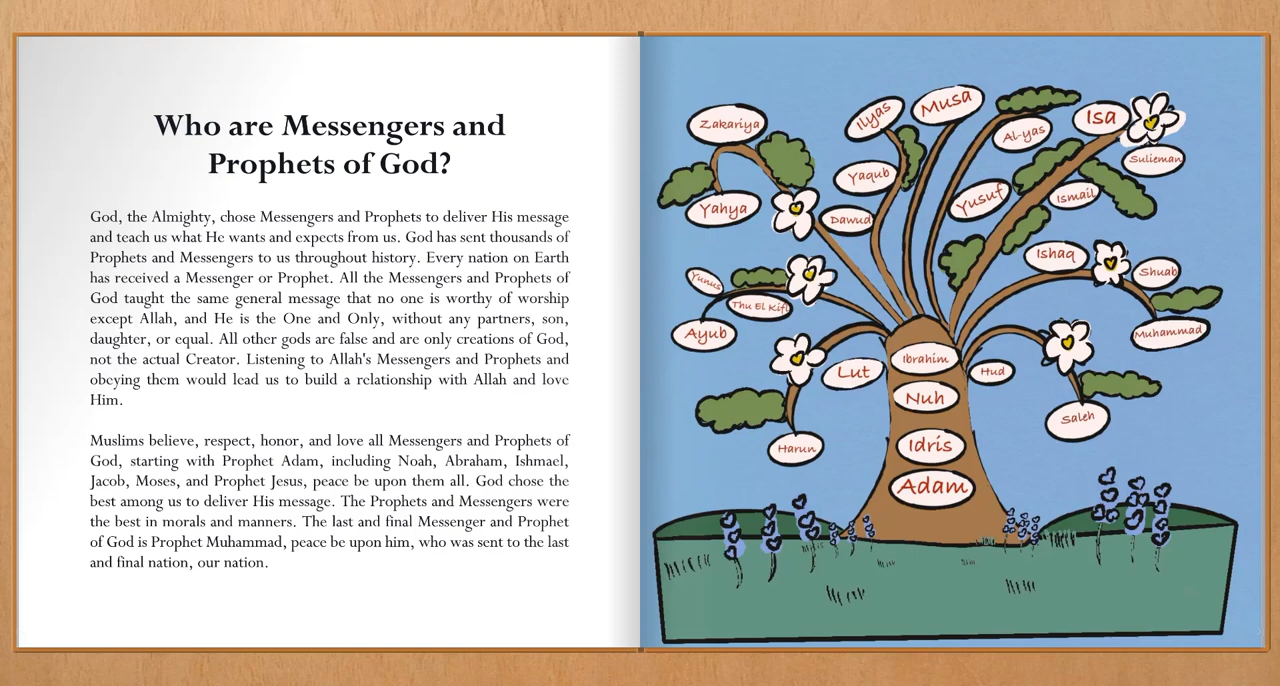 Who are Messengers and
Prophets of God?
God, the Almighty, chose Messengers and Prophets to deliver His message
and teach us what He wants and expects from us. God has sent thousands of
Prophets and Messengers to us throughout history. Every nation on Earth
has received a Messenger or Prophet. All the Messengers and Prophets of
God taught the same general message that no one is worthy of worship
except Allah, and He is the One and Only, without any partners, son,
daughter, or equal. All other gods are false and are only creations of God,
not the actual Creator. Listening to Allah's Messengers and Prophets and
obeying them would lead us to build a relationship with Allah and love
Him.
Muslims believe, respect, honor, and love all Messengers and Prophets of
God, starting with Prophet Adam, including Noah, Abraham, Ishmael,
Jacob, Moses, and Prophet Jesus, peace be upon them all. God chose the
best among us to deliver His message. The Prophets and Messengers were
the best in morals and manners. The last and final Messenger and Prophet
of God is Prophet Muhammad, peace be upon him, who was sent to the last
and final nation, our nation.
Zakariya
Ilyas
Musa
Al-yas
Isa
Sulieman
Yaqub
Yahya
Dawud
Yusuf
Ismail
Ishaq
Shuab
Yunus
Thu El Kifl
Ayub
Muhammad
Ibrahim
Lut
Hud
Nuh
Saleh
Harun
Idris
Adam